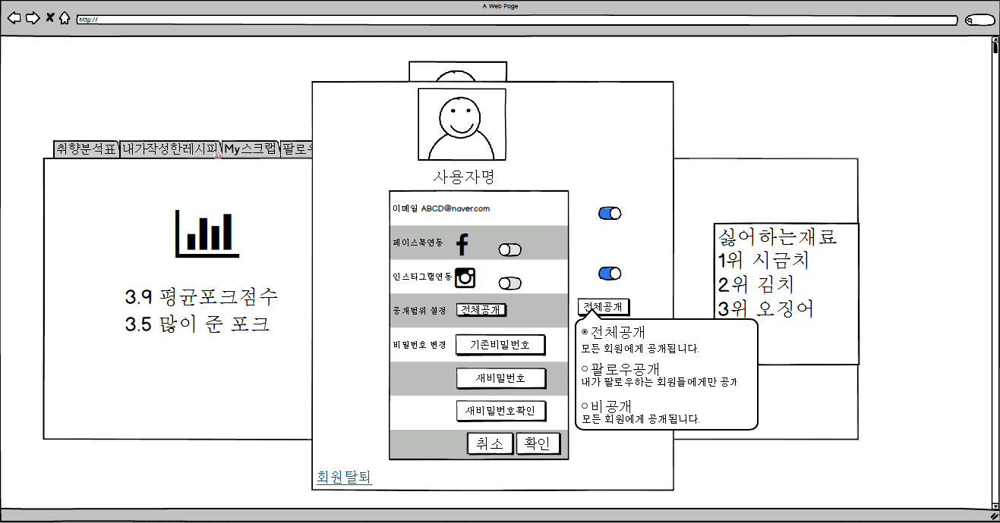 A Web Page
http://
취향분석표
내가작성한레시피
My스크랩
팔로우
3.9 평균포크점수
3.5 많이 준 포크
사용자명
이메일 ABCD@naver.com
페이스북연동
인스타그램연동
공개범위 설정 전체공개
비밀번호 변경 기존비밀번호
새비밀번호
새비밀번호확인
취소 확인
회원탈퇴
전체공개
전체공개
모든 회원에게 공개됩니다.
팔로우공개
내가 팔로우하는 회원들에게만 공개
비공개
모든 회원에게 공개됩니다.
싫어하는재료
1위 시금치
2위 김치
3위 오징어